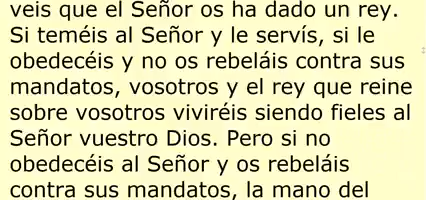 veis que el Señor os ha dado un rey.
Si teméis al Señor y le servís, si le
obedecéis y no os rebeláis contra sus
mandatos, vosotros y el rey que reine
sobre vosotros viviréis siendo fieles al
Señor vuestro Dios. Pero si no
obedecéis al Señor y os rebeláis
contra sus mandatos, la mano del